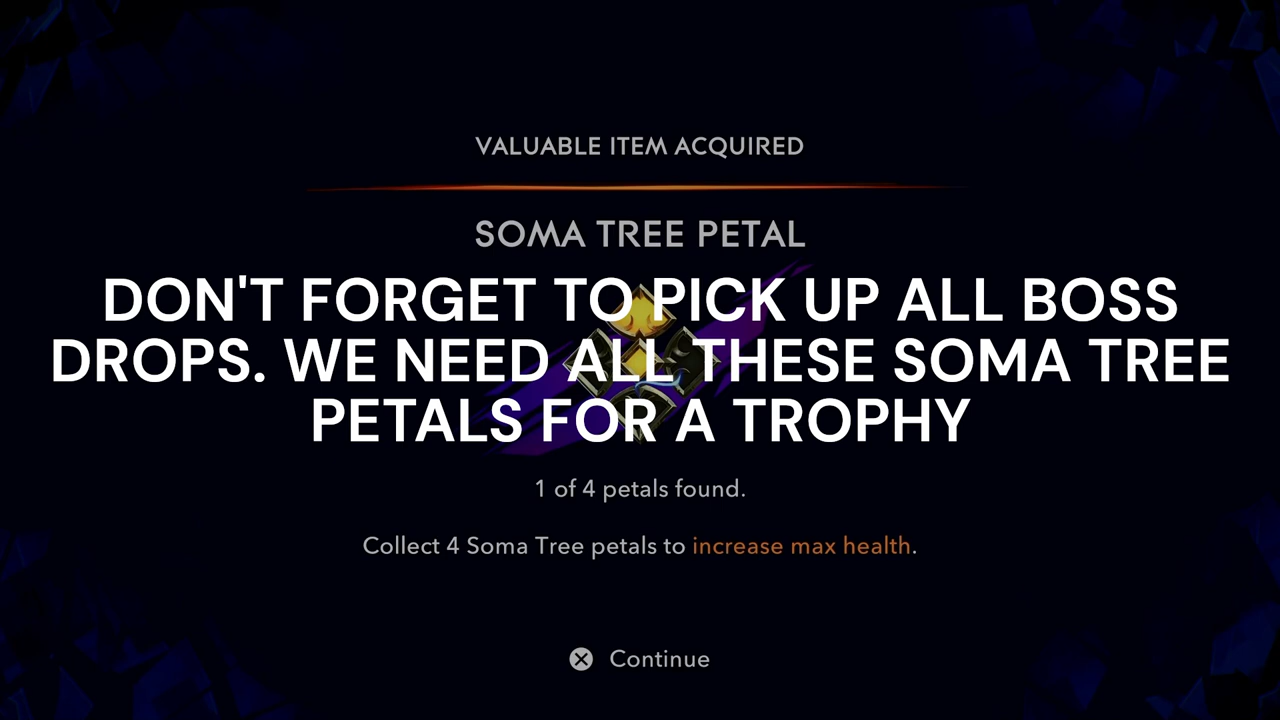 VALUABLE ITEM ACQUIRED
SOMA TREE PETAL
DON'T FORGET TO PICK UP ALL BOSS
DROPS. WE NEED ALL THESE SOMA TREE
PETALS FOR A TROPHY
1 of 4 petals found.
Collect 4 Soma Tree petals to increase max health.
Continue